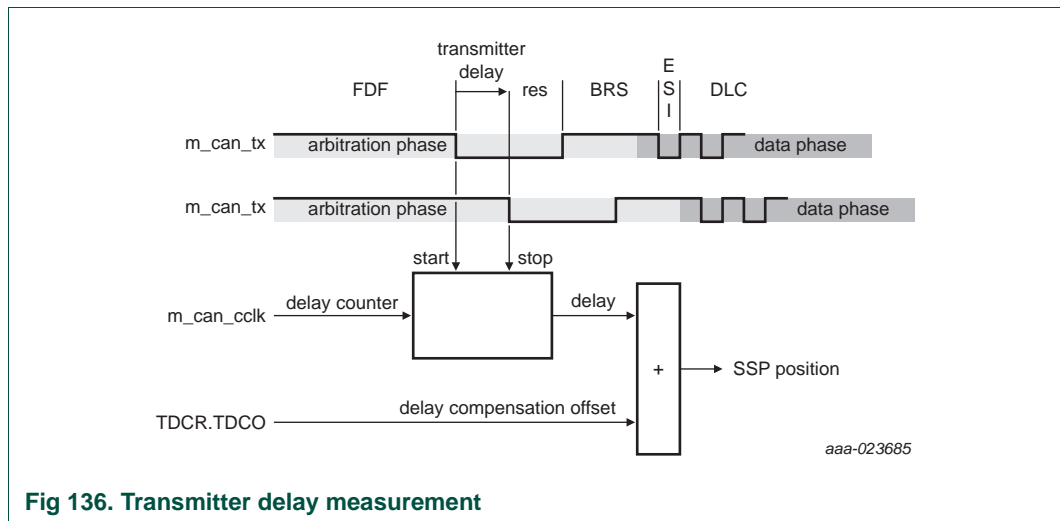 transmitter
delay
FDF
res
BRS
E
S
I
DLC
m_can_tx
arbitration phase
data phase
m_can_tx
arbitration phase
data phase
start
stop
m_can_cclk
delay counter
delay
+
SSP position
TDCR.TDCO
delay compensation offset
aaa-023685
Fig 136. Transmitter delay measurement